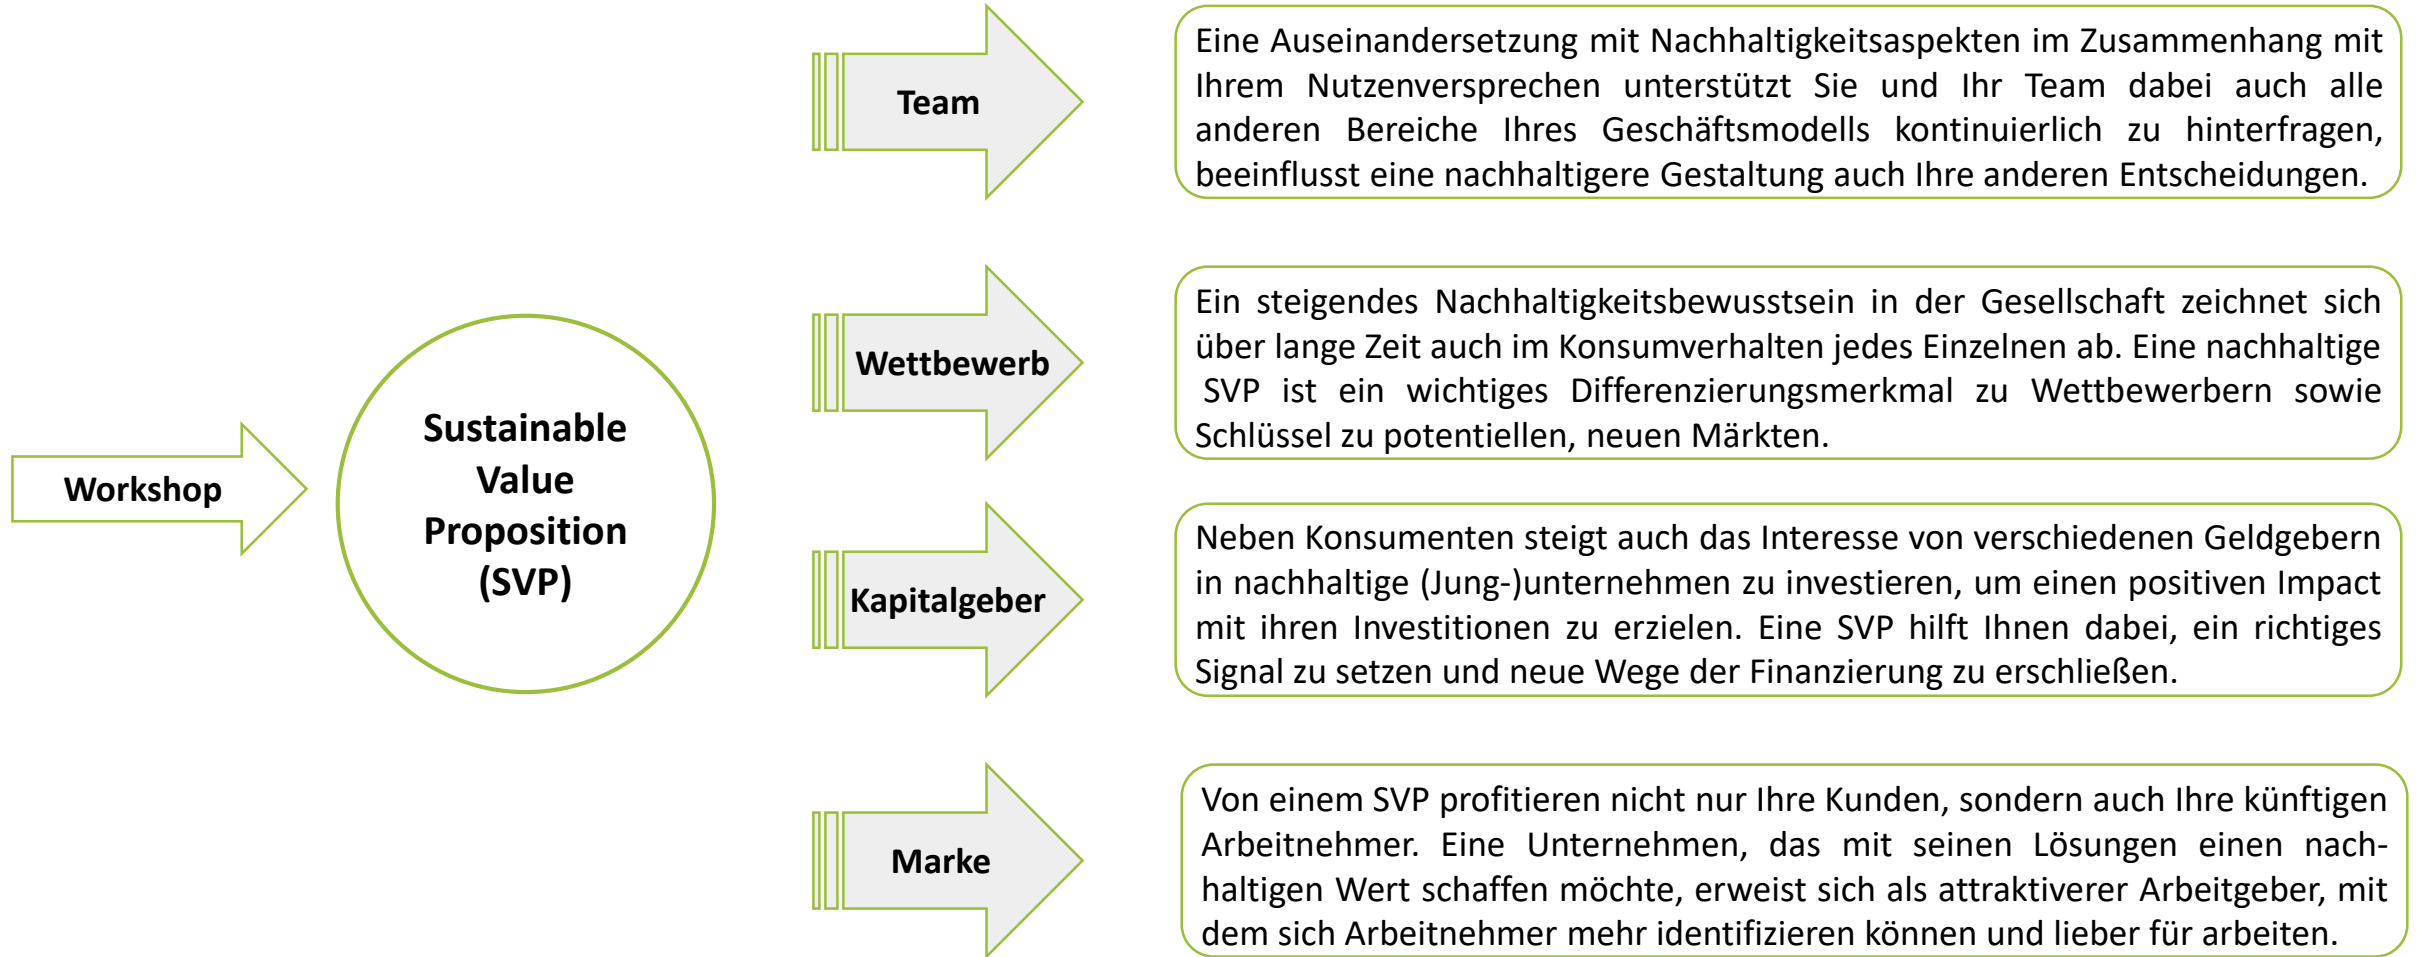 Workshop
Sustainable
Value
Proposition
(SVP)
Team
Eine Auseinandersetzung mit Nachhaltigkeitsaspekten im Zusammenhang mit
Ihrem Nutzenversprechen unterstützt Sie und Ihr Team dabei auch alle
anderen Bereiche Ihres Geschäftsmodells kontinuierlich zu hinterfragen,
beeinflusst eine nachhaltigere Gestaltung auch Ihre anderen Entscheidungen.
Wettbewerb
Ein steigendes Nachhaltigkeitsbewusstsein in der Gesellschaft zeichnet sich
über lange Zeit auch im Konsumverhalten jedes Einzelnen ab. Eine nachhaltige
SVP ist ein wichtiges Differenzierungsmerkmal zu Wettbewerbern sowie
Schlüssel zu potentiellen, neuen Märkten.
Kapitalgeber
Neben Konsumenten steigt auch das Interesse von verschiedenen Geldgebern
in nachhaltige (Jung-)unternehmen zu investieren, um einen positiven Impact
mit ihren Investitionen zu erzielen. Eine SVP hilft Ihnen dabei, ein richtiges
Signal zu setzen und neue Wege der Finanzierung zu erschließen.
Marke
Von einem SVP profitieren nicht nur Ihre Kunden, sondern auch Ihre künftigen
Arbeitnehmer. Eine Unternehmen, das mit seinen Lösungen einen nach-
haltigen Wert schaffen möchte, erweist sich als attraktiverer Arbeitgeber, mit
dem sich Arbeitnehmer mehr identifizieren können und lieber für arbeiten.